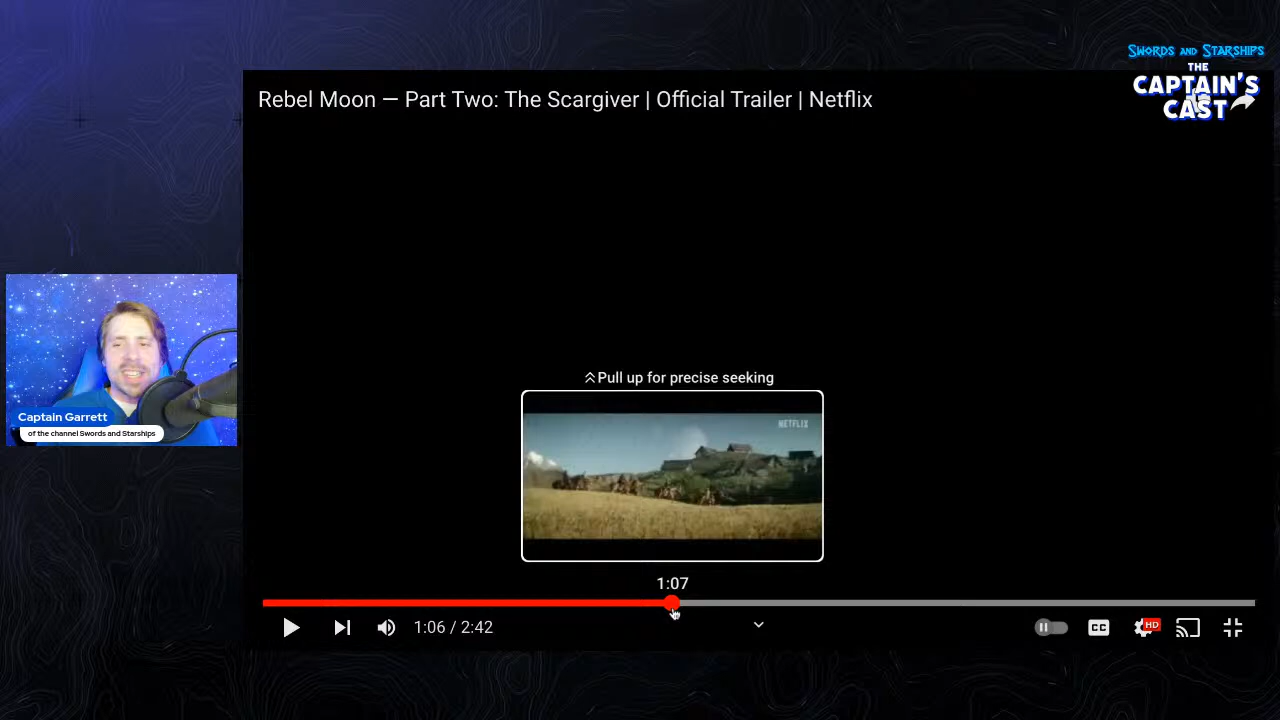 Swords and Starships
THE
CAPTAIN'S
CAST
Rebel Moon — Part Two: The Scargiver | Official Trailer | Netflix
Pull up for precise seeking
NETFLIX
Captain Garrett
of the channel Swords and Starships
1:07
1:06 / 2:42
CC
HD